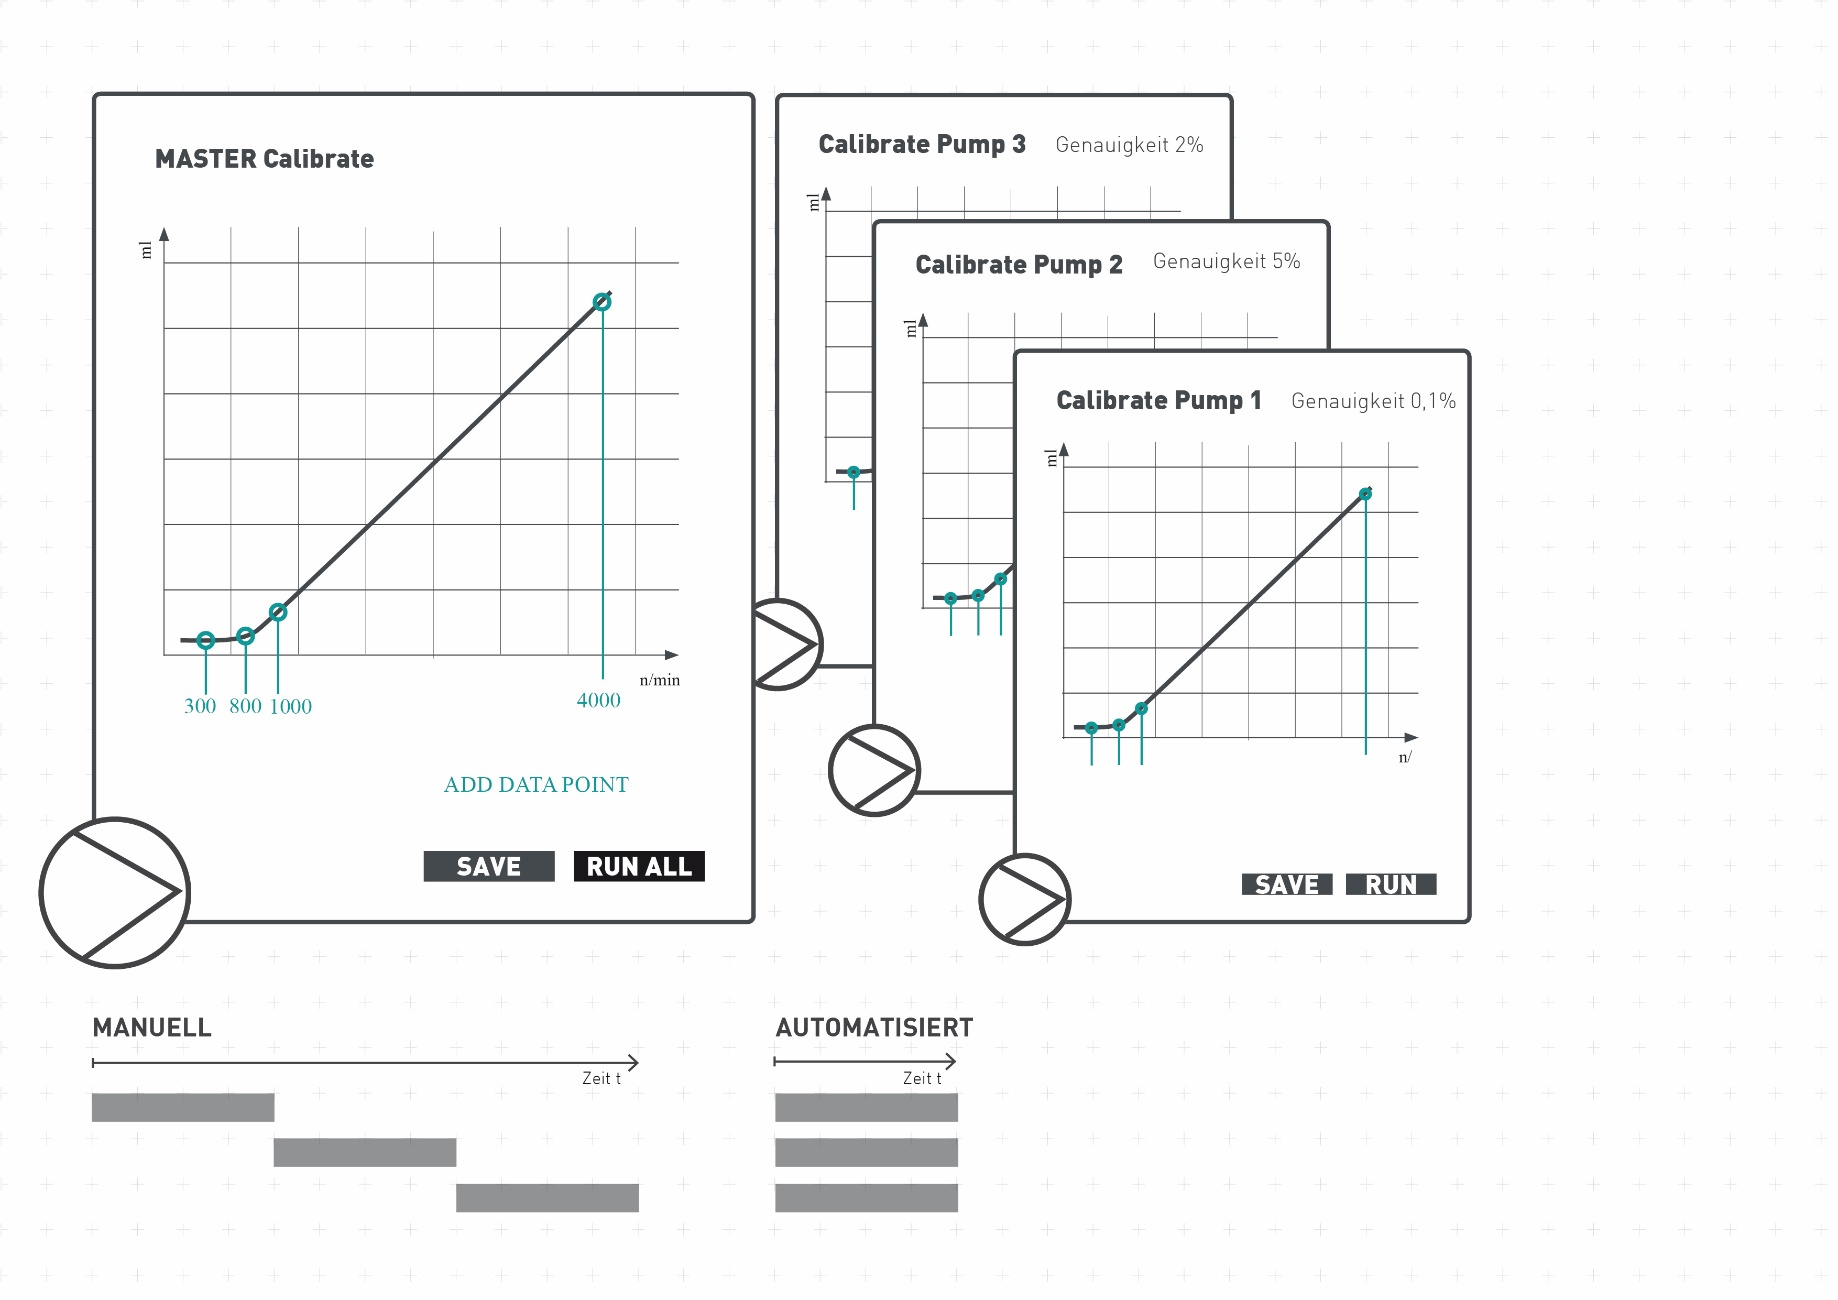 MASTER Calibrate
ml
n/min
300 800 1000 4000
ADD DATA POINT
SAVE RUN ALL
Calibrate Pump 3 Genauigkeit 2%
ml
Calibrate Pump 2 Genauigkeit 5%
ml
Calibrate Pump 1 Genauigkeit 0,1%
ml
n/
SAVE RUN
MANUELL
Zeit t
AUTOMATISIERT
Zeit t